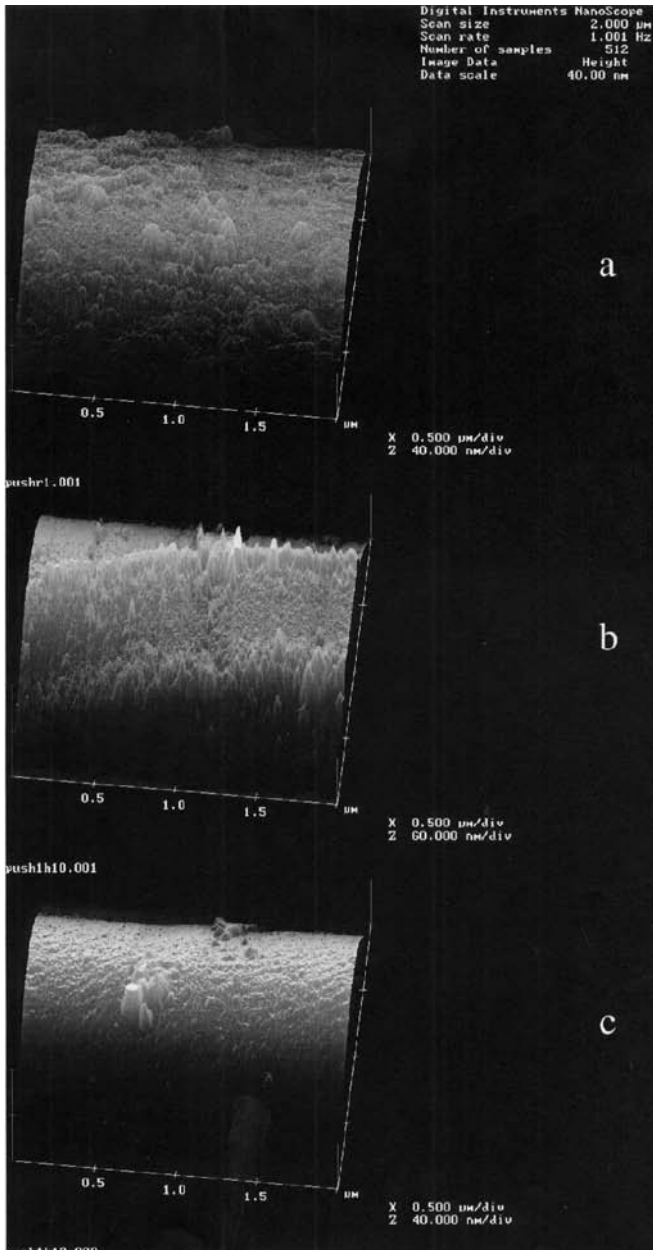 Digital Instruments NanoScope
Scan size 2.000 µm
Scan rate 1.001 Hz
Number of samples 512
Image Data Height
Data scale 40.00 nm
a
0.5 1.0 1.5 µm
X 0.500 µm/div
Z 40.000 nm/div
pushr1.001
b
0.5 1.0 1.5 µm
X 0.500 µm/div
Z 60.000 nm/div
push1h10.001
c
0.5 1.0 1.5 µm
X 0.500 µm/div
Z 40.000 nm/div